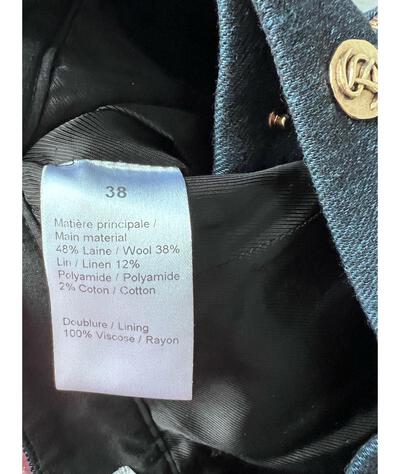 38
Matière principale /
Main material
48% Laine / Wool 38%
Lin / Linen 12%
Polyamide / Polyamide
2% Coton / Cotton
Doublure / Lining
100% Viscose / Rayon